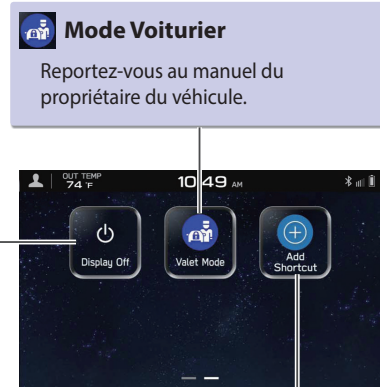 Mode Voiturier
Reportez-vous au manuel du
propriétaire du véhicule.
OUT TEMP
74 °F
10:49 AM
Display Off
Valet Mode
Add
Shortcut